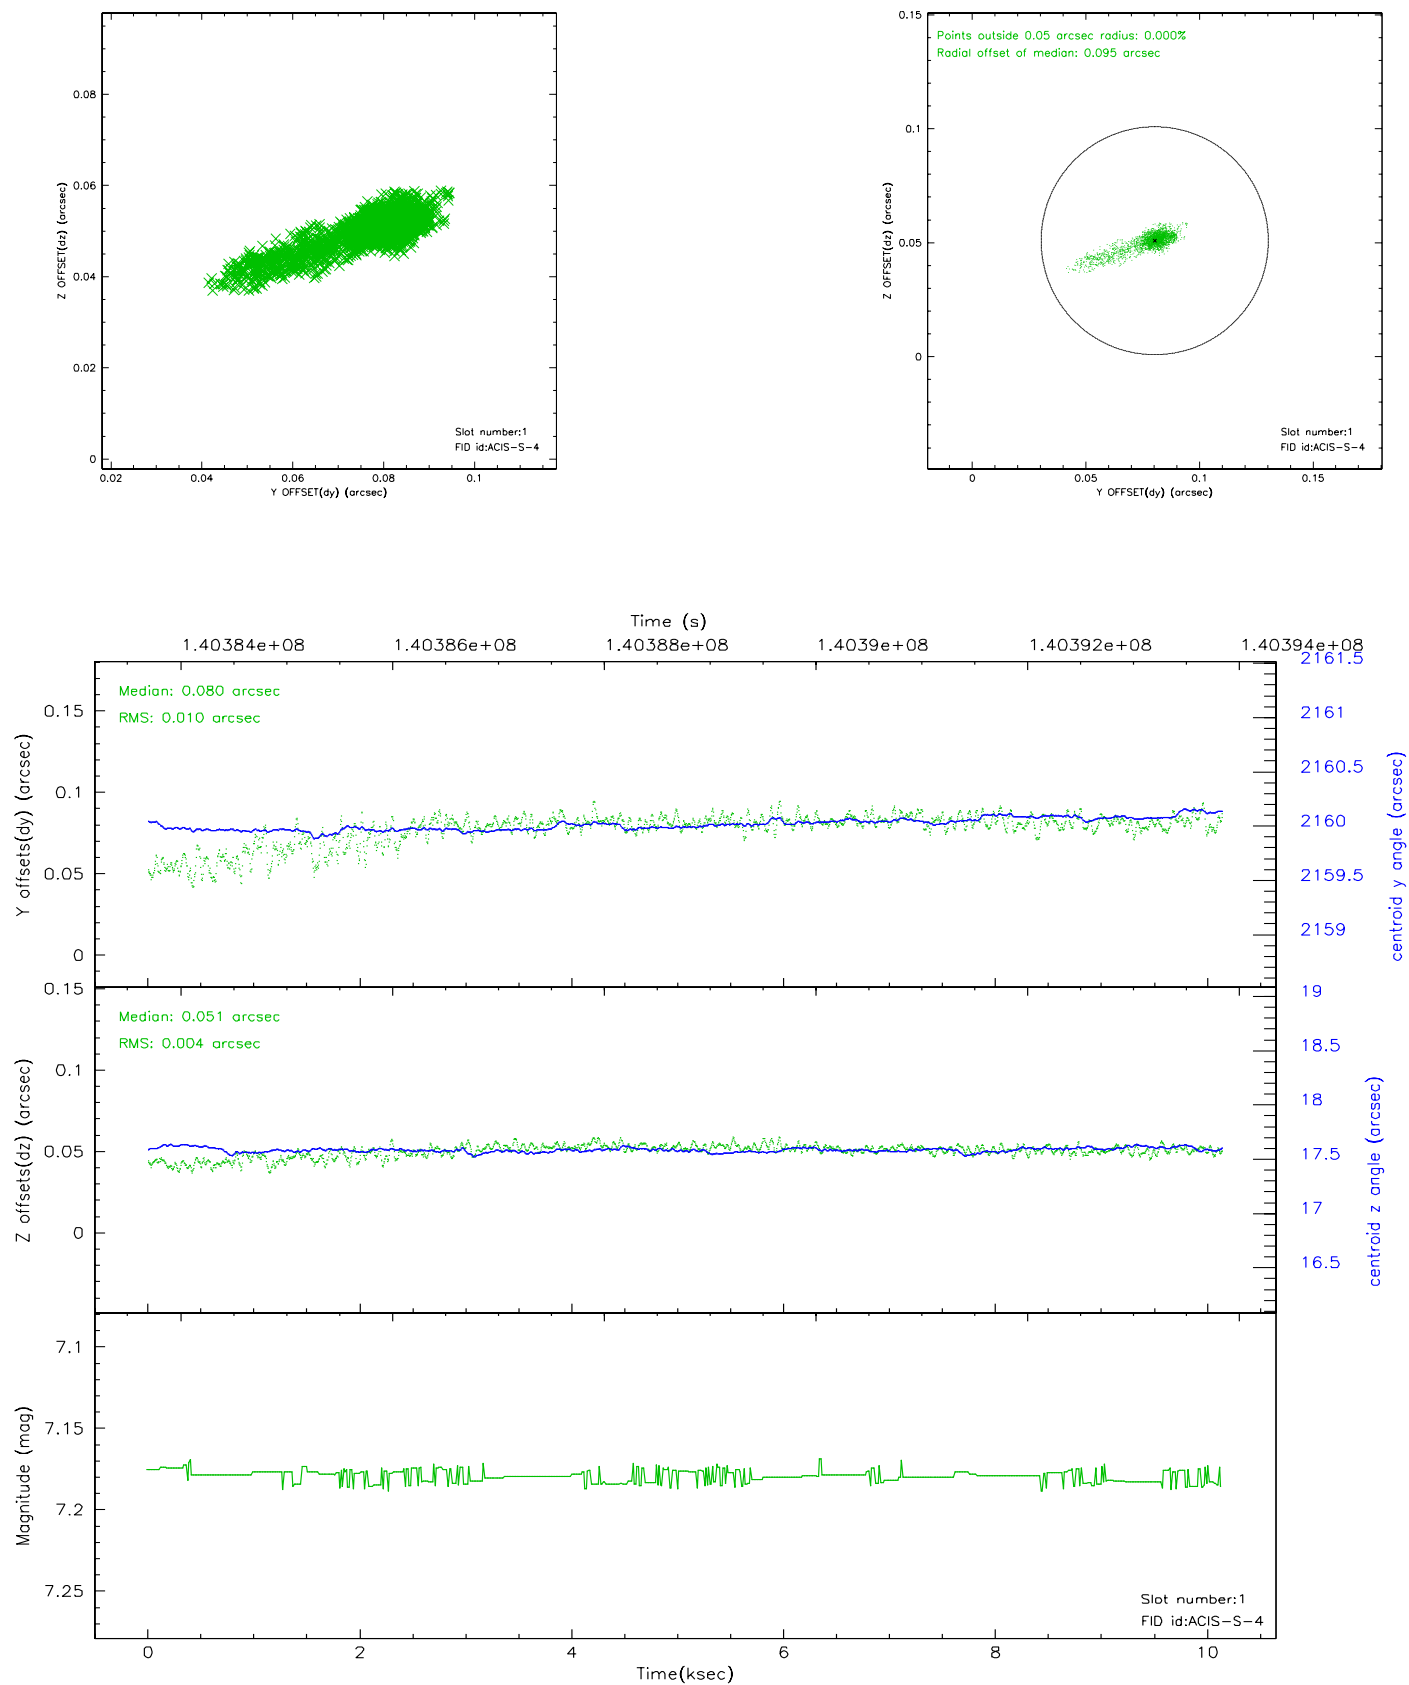 0.08
0.06
0.04
0.02
0
Z OFFSET(dz) (arcsec)
Slot number:1
FID id:ACIS-S-4
0.02 0.04 0.06 0.08 0.1
Y OFFSET(dy) (arcsec)
0.15
0.1
0.05
0
Z OFFSET(dz) (arcsec)
Points outside 0.05 arcsec radius: 0.000%
Radial offset of median: 0.095 arcsec
Slot number:1
FID id:ACIS-S-4
0 0.05 0.1 0.15
Y OFFSET(dy) (arcsec)
Time (s)
1.40384e+08 1.40386e+08 1.40388e+08 1.4039e+08 1.40392e+08 1.40394e+08
Median: 0.080 arcsec
RMS: 0.010 arcsec
0.15
0.1
0.05
0
Y offsets(dy) (arcsec)
2161.5
2161
2160.5
2160
2159.5
2159
centroid y angle (arcsec)
Median: 0.051 arcsec
RMS: 0.004 arcsec
0.15
0.1
0.05
0
Z offsets(dz) (arcsec)
19
18.5
18
17.5
17
16.5
centroid z angle (arcsec)
7.1
7.15
7.2
7.25
Magnitude (mag)
Slot number:1
FID id:ACIS-S-4
0 2 4 6 8 10
Time(ksec)